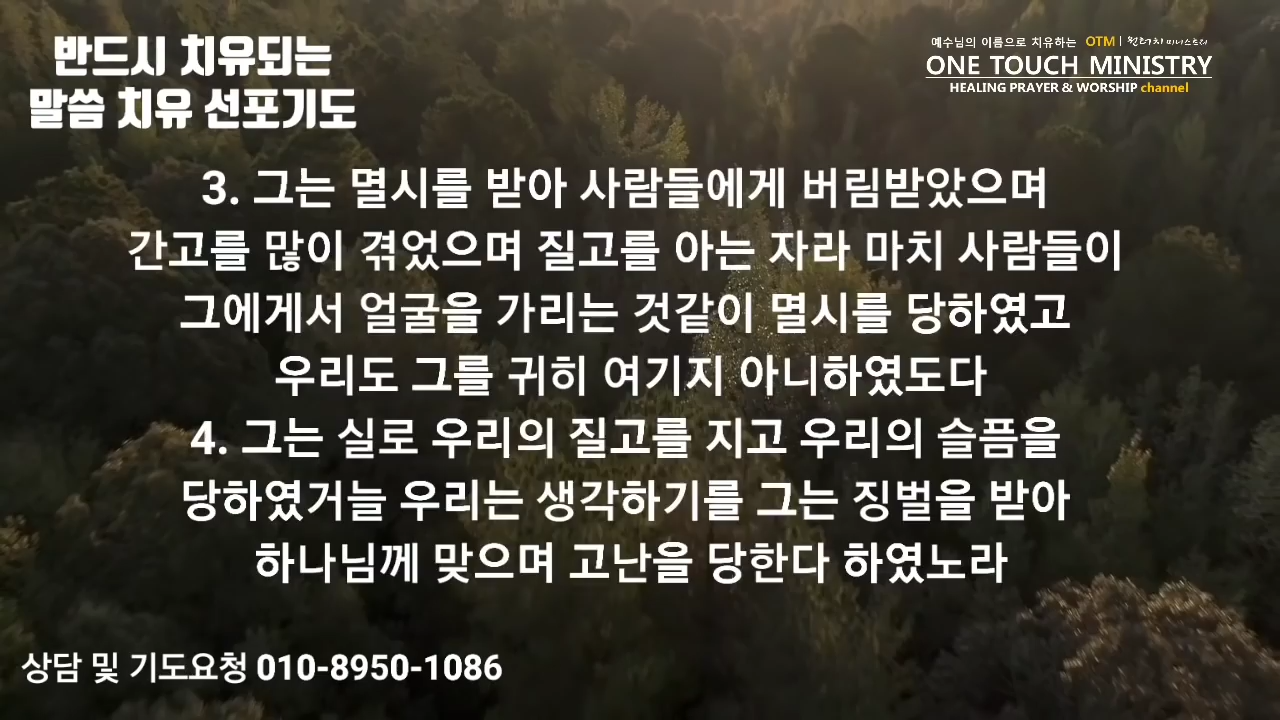 반드시 치유되는
말씀 치유 선포기도
예수님의 이름으로 치유하는 OTM | 원터치 미니스트리
ONE TOUCH MINISTRY
HEALING PRAYER & WORSHIP channel
3. 그는 멸시를 받아 사람들에게 버림받았으며
간고를 많이 겪었으며 질고를 아는 자라 마치 사람들이
그에게서 얼굴을 가리는 것같이 멸시를 당하였고
우리도 그를 귀히 여기지 아니하였도다
4. 그는 실로 우리의 질고를 지고 우리의 슬픔을
당하였거늘 우리는 생각하기를 그는 징벌을 받아
하나님께 맞으며 고난을 당한다 하였노라
상담 및 기도요청 010-8950-1086